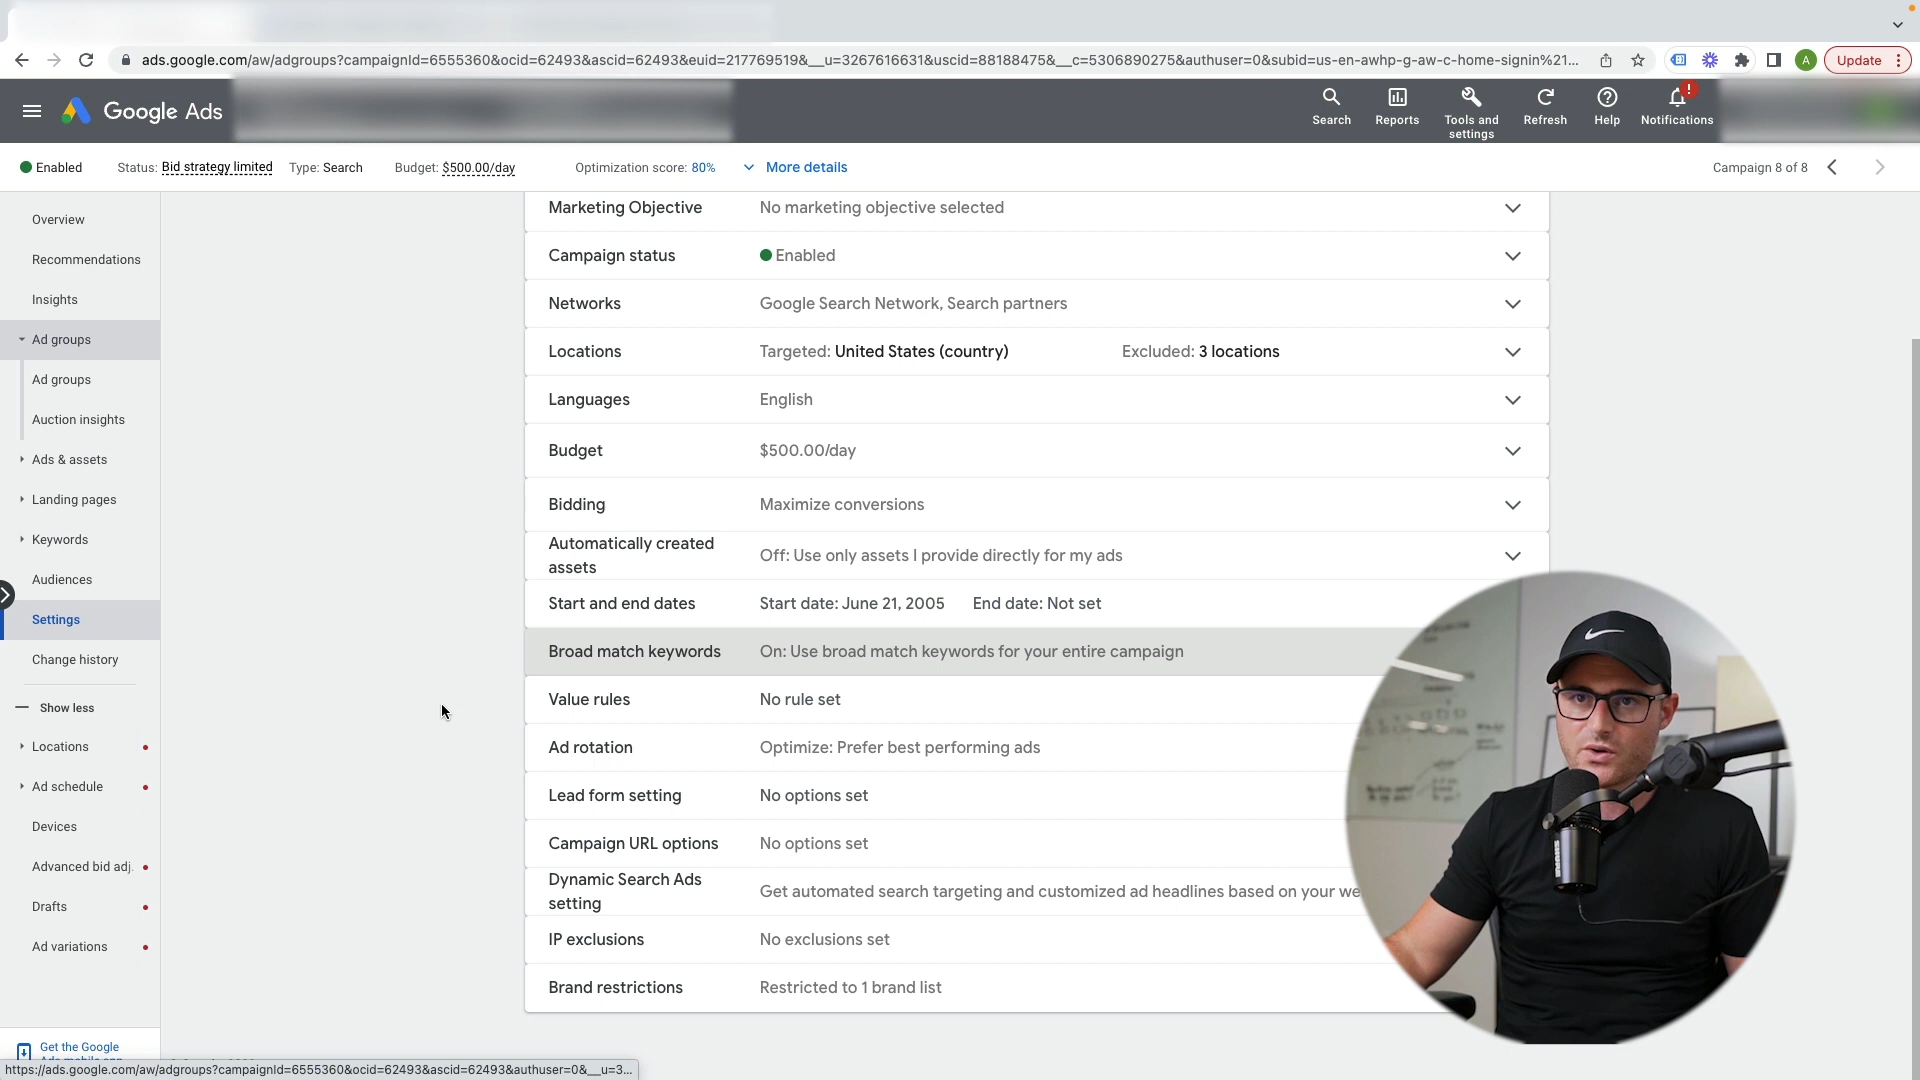 ads.google.com/aw/adgroups?campaignId=6555360&ocid=62493&ascid=62493&euid=217769519&__u=3267616631&uscid=88188475&__c=5306890275&authuser=0&subid=us-en-awhp-g-aw-c-home-signin%21...
A
Update
Google Ads
Search
Reports
Tools and settings
Refresh
Help
!
Notifications
Enabled
Status: Bid strategy limited
Type: Search
Budget: $500.00/day
Optimization score: 80%
More details
Campaign 8 of 8
Overview
Recommendations
Insights
Ad groups
Ad groups
Auction insights
Ads & assets
Landing pages
Keywords
Audiences
Settings
Change history
Show less
Locations
Ad schedule
Devices
Advanced bid adj.
Drafts
Ad variations
Get the Google
Ads mobile app
Marketing Objective No marketing objective selected
Campaign status Enabled
Networks Google Search Network, Search partners
Locations Targeted: United States (country) Excluded: 3 locations
Languages English
Budget $500.00/day
Bidding Maximize conversions
Automatically created
assets
Off: Use only assets I provide directly for my ads
Start and end dates Start date: June 21, 2005 End date: Not set
Broad match keywords On: Use broad match keywords for your entire campaign
Value rules No rule set
Ad rotation Optimize: Prefer best performing ads
Lead form setting No options set
Campaign URL options No options set
Dynamic Search Ads
setting
Get automated search targeting and customized ad headlines based on your we
IP exclusions No exclusions set
Brand restrictions Restricted to 1 brand list
SHURE
https://ads.google.com/aw/adgroups?campaignId=6555360&ocid=62493&ascid=62493&authuser=0&__u=3...